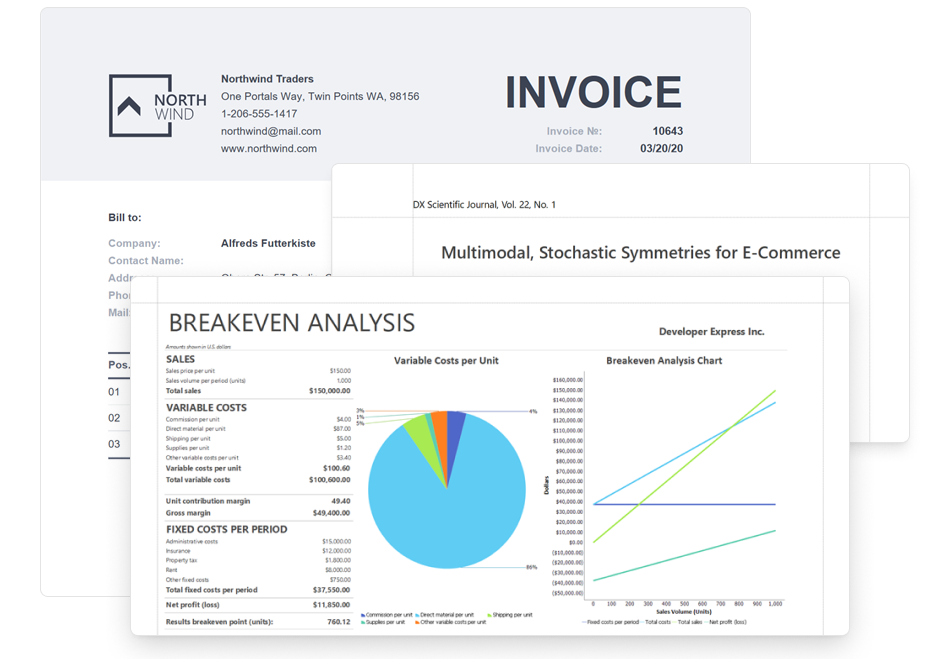 NORTH
WIND
Northwind Traders
One Portals Way, Twin Points WA, 98156
1-206-555-1417
northwind@mail.com
www.northwind.com
INVOICE
Invoice №: 10643
Invoice Date: 03/20/20
Bill to:
Company: Alfreds Futterkiste
Contact Name:
Mail
Pos.
01
02
03
DX Scientific Journal, Vol. 22, No. 1
Multimodal, Stochastic Symmetries for E-Commerce
BREAKEVEN ANALYSIS
Developer Express Inc.
Amounts shown in U.S. dollars
SALES
Sales price per unit $150.00
Sales volume per period (units) 1,000
Total sales $150,000.00
VARIABLE COSTS
Commission per unit $4.00
Direct material per unit $87.00
Shipping per unit $5.00
Supplies per unit $1.20
Other variable costs per unit $3.40
Variable costs per unit $100.60
Total variable costs $100,600.00
Unit contribution margin 49.40
Gross margin $49,400.00
FIXED COSTS PER PERIOD
Administrative costs $15,000.00
Insurance $12,000.00
Property tax $1,800.00
Rent $8,000.00
Other fixed costs $750.00
Total fixed costs per period $37,550.00
Net profit (loss) $11,850.00
Results breakeven point (units): 760.12
Variable Costs per Unit
3%
1%
5%
4%
86%
Commission per unit Direct material per unit Shipping per unit
Supplies per unit Other variable costs per unit
Breakeven Analysis Chart
Dollars
$160,000.00
$150,000.00
$140,000.00
$130,000.00
$120,000.00
$110,000.00
$100,000.00
$90,000.00
$80,000.00
$70,000.00
$60,000.00
$50,000.00
$40,000.00
$30,000.00
$20,000.00
$10,000.00
$0.00
($10,000.00)
($20,000.00)
($30,000.00)
($40,000.00)
($50,000.00)
0 100 200 300 400 500 600 700 800 900 1,000
Sales Volume (Units)
Fixed costs per period Total costs Total sales Net profit (loss)